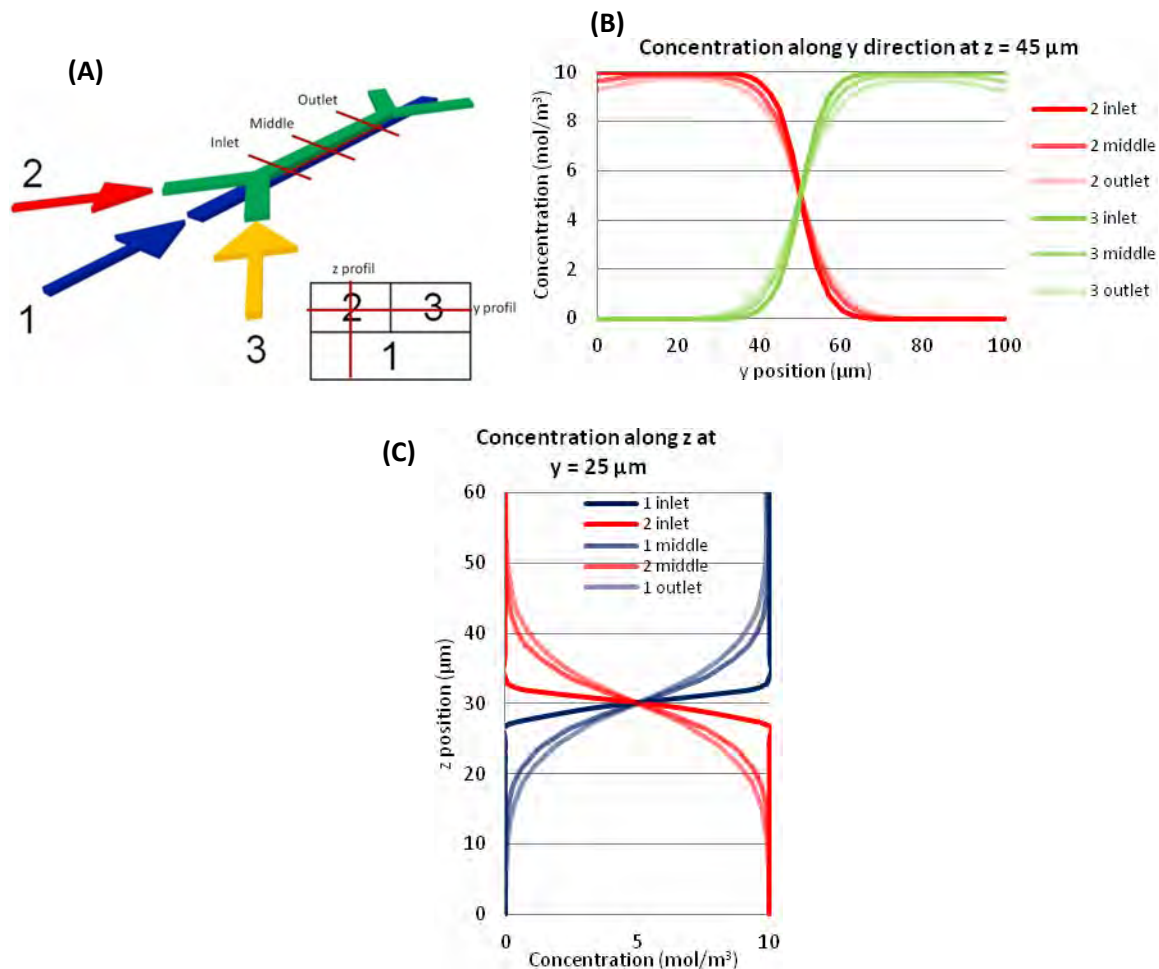 (A)
Outlet
Middle
Inlet
2
1
3
z profil
2 3
y profil
1
(B)
Concentration along y direction at z = 45 µm
Concentration (mol/m³)
10
8
6
4
2
0
0 20 40 60 80 100
y position (µm)
2 inlet
2 middle
2 outlet
3 inlet
3 middle
3 outlet
(C)
Concentration along z at
y = 25 µm
z position (µm)
60
50
40
30
20
10
0
1 inlet
2 inlet
1 middle
2 middle
1 outlet
0 5 10
Concentration (mol/m³)